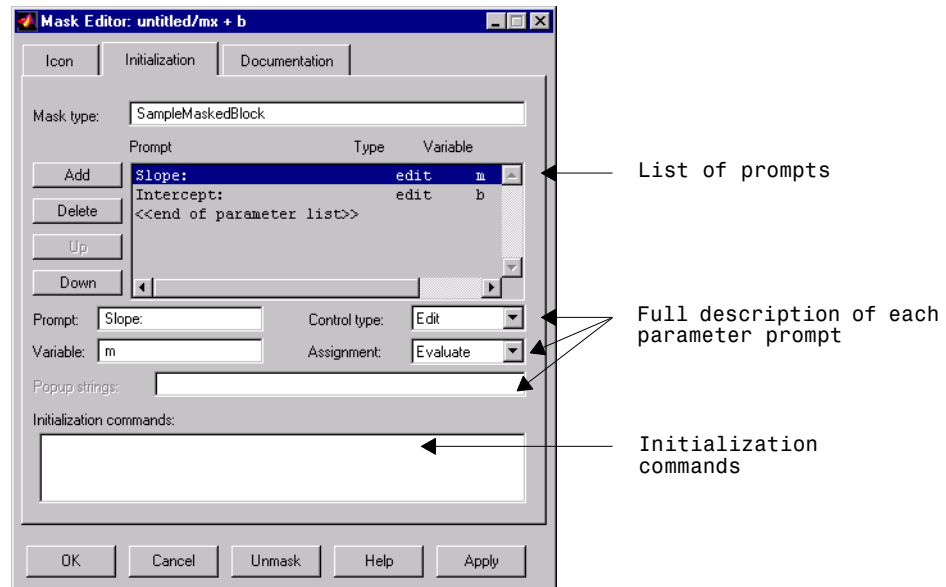 Mask Editor: untitled/mx + b
Icon Initialization Documentation
Mask type: SampleMaskedBlock
Prompt Type Variable
Add
Delete
Up
Down
Slope: edit m
Intercept: edit b
<<end of parameter list>>
Prompt: Slope: Control type: Edit
Variable: m Assignment: Evaluate
Popup strings:
Initialization commands:
OK Cancel Unmask Help Apply
List of prompts
Full description of each
parameter prompt
Initialization
commands